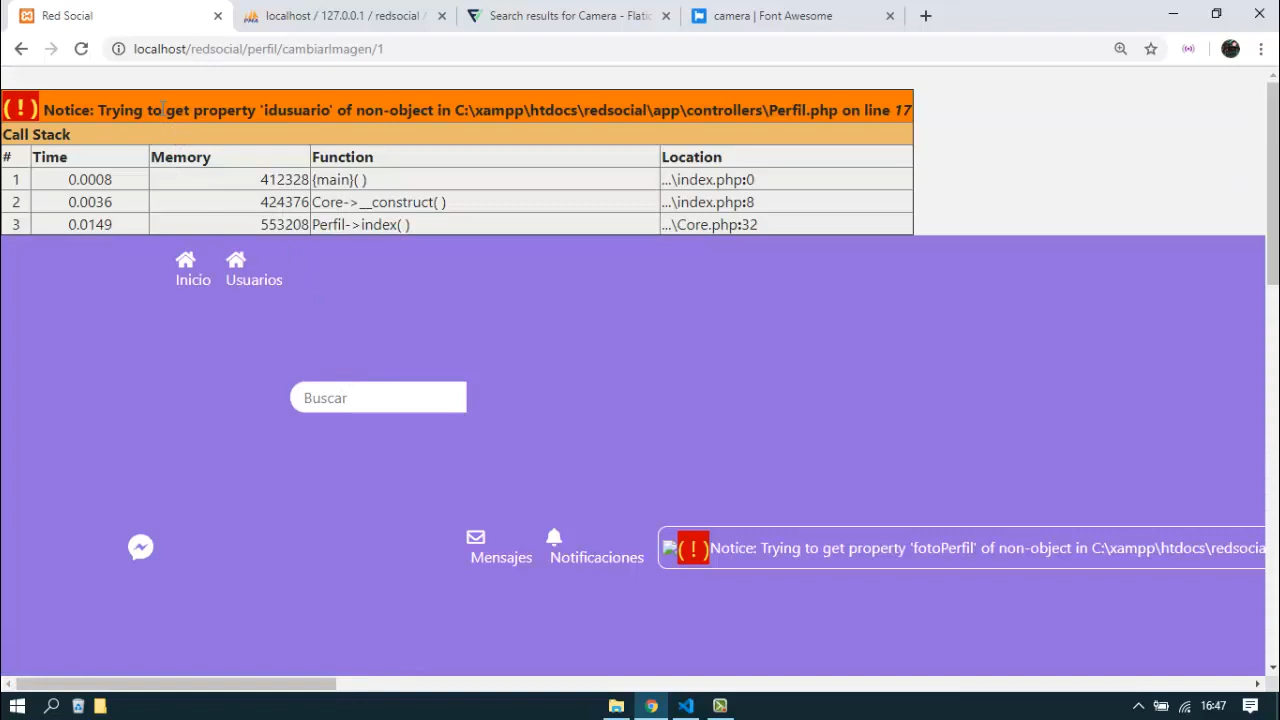 Red Social
localhost / 127.0.0.1 / redsocial /
Search results for Camera - Flatic
camera | Font Awesome
localhost/redsocial/perfil/cambiarImagen/1
( ! ) Notice: Trying to get property 'idusuario' of non-object in C:\xampp\htdocs\redsocial\app\controllers\Perfil.php on line 17
Call Stack
# Time Memory Function Location
1 0.0008 412328 {main}( ) ...\index.php:0
2 0.0036 424376 Core->__construct( ) ...\index.php:8
3 0.0149 553208 Perfil->index( ) ...\Core.php:32
Inicio Usuarios
Buscar
Mensajes Notificaciones ( ! ) Notice: Trying to get property 'fotoPerfil' of non-object in C:\xampp\htdocs\redsocia
16:47